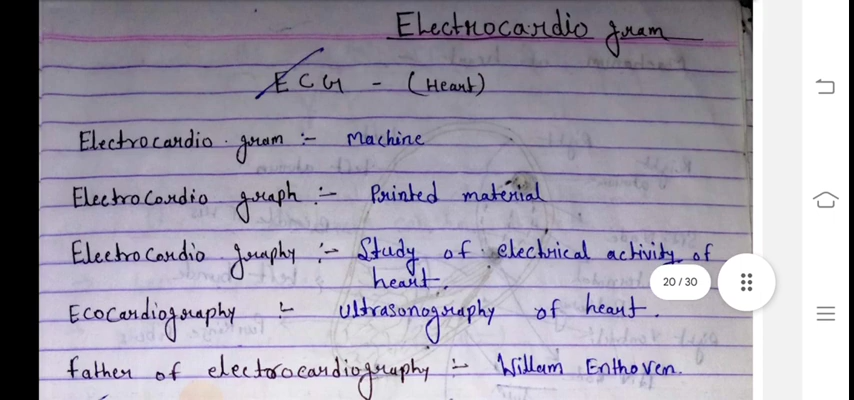 Electrocardio gram
ECG - (Heart)
Electrocardio gram :- Machine
Electrocardio graph :- Printed material
Electrocardio graphy :- Study of electrical activity of
heart.
20 / 30
Ecocardiography :- Ultrasonography of heart.
Father of electrocardiography :- Willam Enthoven.